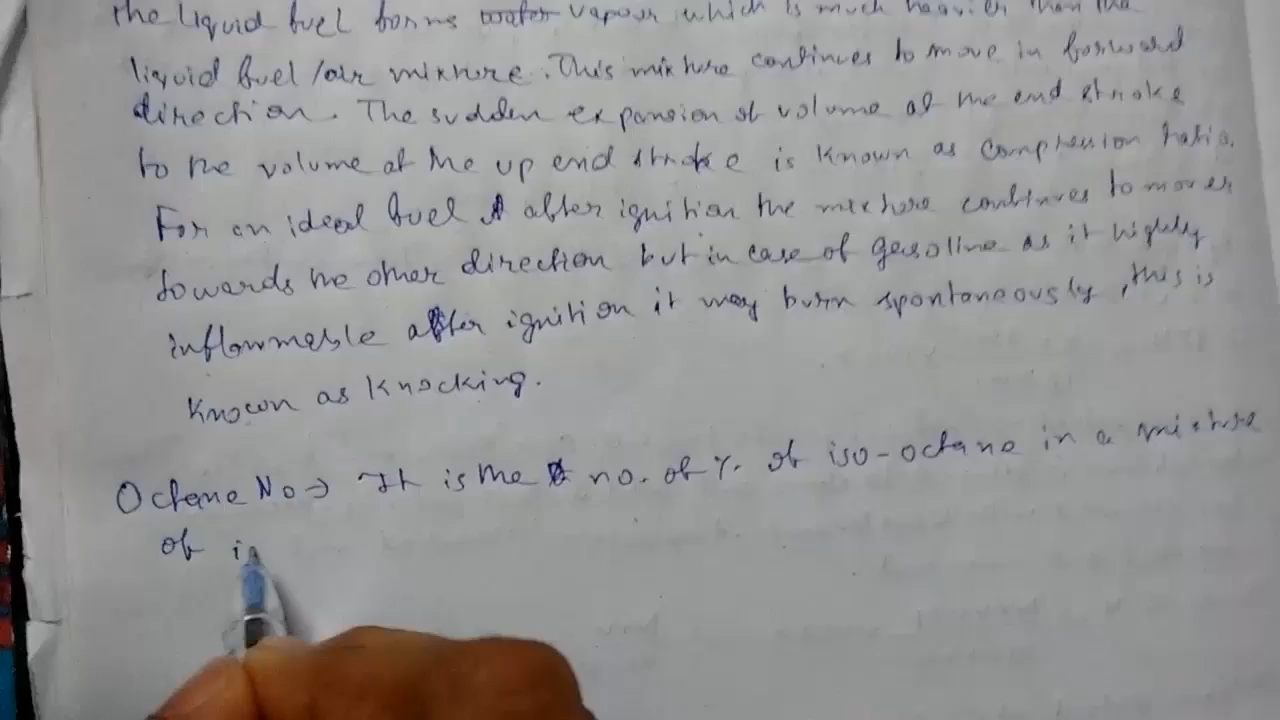 the liquid fuel forms water vapour which is much heavier than the
liquid fuel/air mixture. This mixture continues to move in forward
direction. The sudden expansion of volume at the end stroke
to the volume at the up end stroke is known as compression ratio.
For an ideal fuel after ignition the mixture continues to moves
towards the other direction but in case of gasoline as it highly
inflammable after ignition it may burn spontaneously, this is
known as knocking.
Octane No → It is the no. of % of iso-octane in a mixture
of i